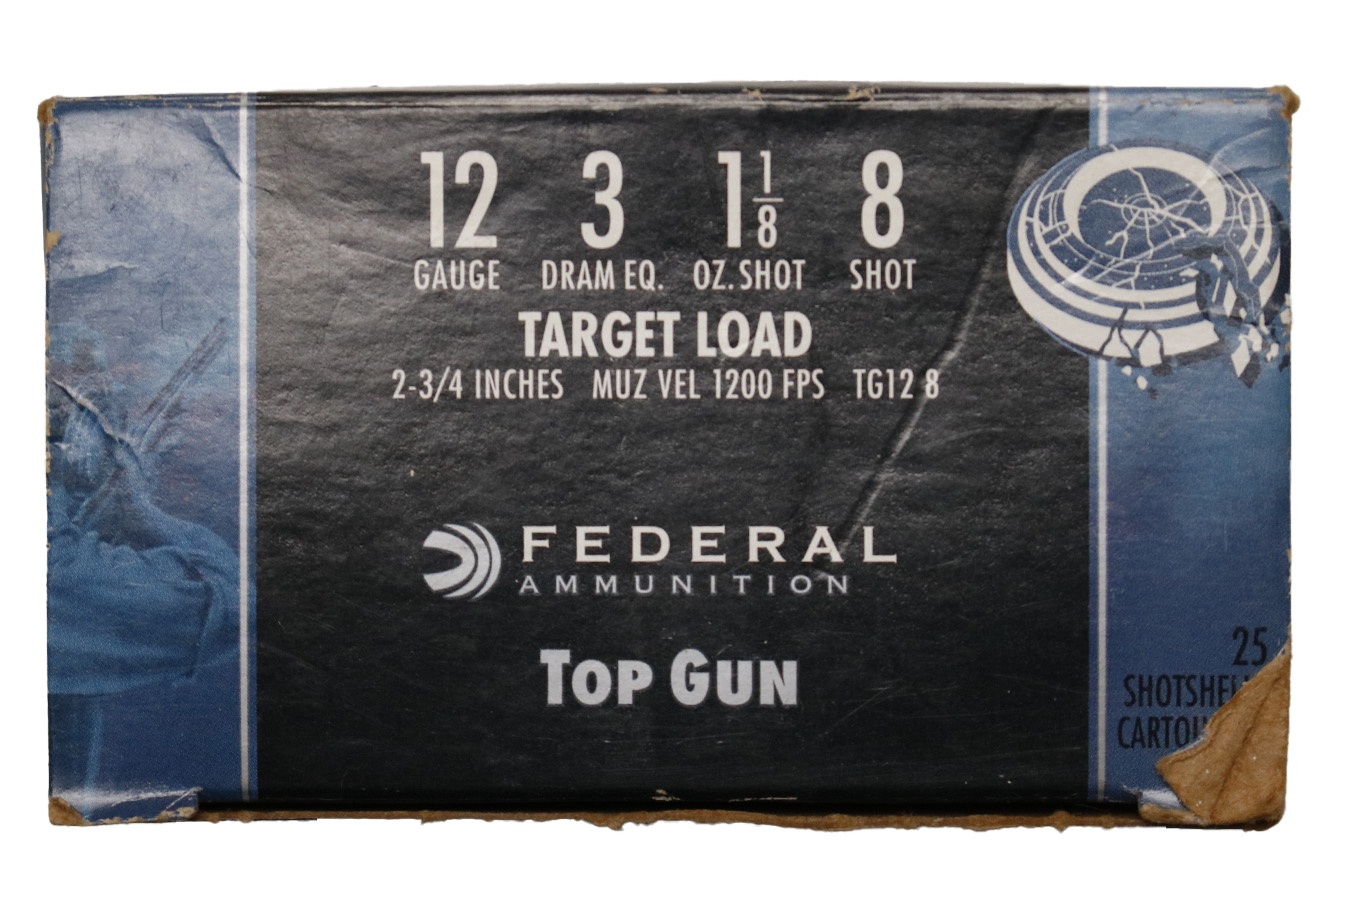 12 3 1 1/8 8
GAUGE DRAM EQ. OZ. SHOT SHOT
TARGET LOAD
2-3/4 INCHES MUZ VEL 1200 FPS TG12 8
FEDERAL
AMMUNITION
TOP GUN
25